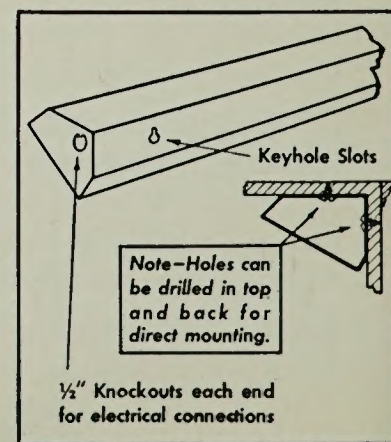 Keyhole Slots
Note—Holes can
be drilled in top
and back for
direct mounting.
½" Knockouts each end
for electrical connections